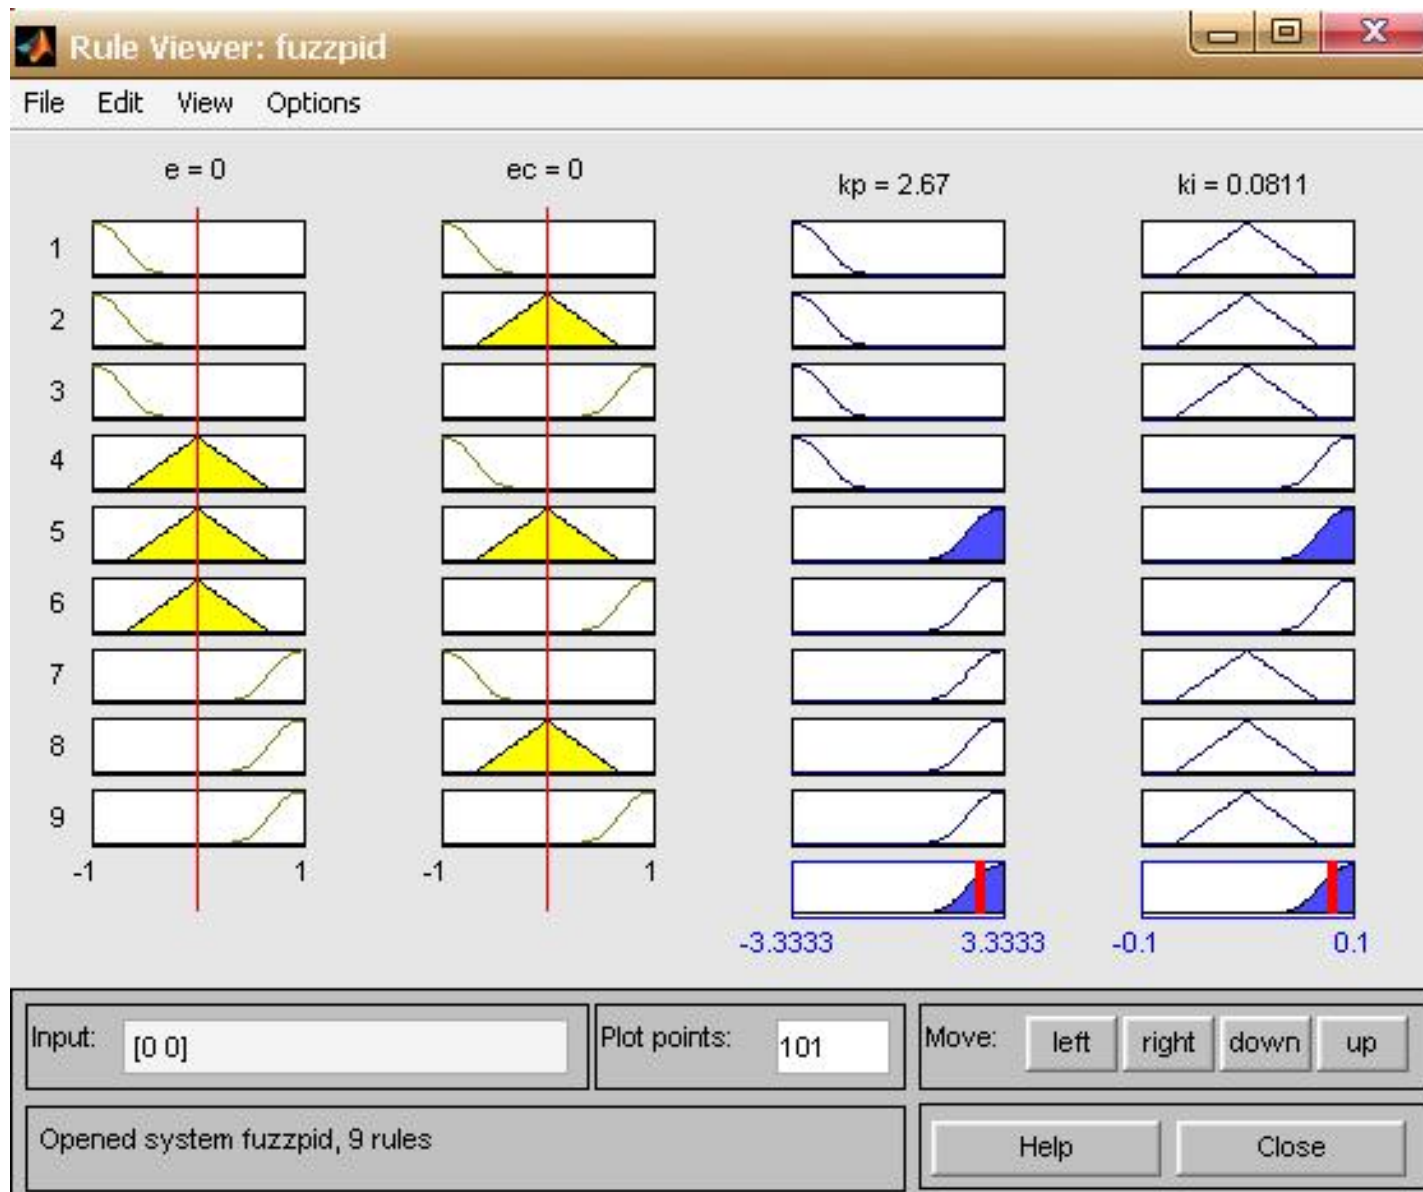 Rule Viewer: fuzzpid
File Edit View Options
e = 0 ec = 0 kp = 2.67 ki = 0.0811
1
2
3
4
5
6
7
8
9
-1 1 -1 1
-3.3333 3.3333 -0.1 0.1
Input: [0 0] Plot points: 101 Move: left right down up
Opened system fuzzpid, 9 rules Help Close